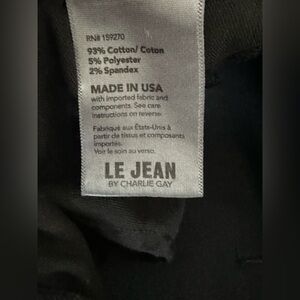 RN# 159270
93% Cotton/ Coton
5% Polyester
2% Spandex
MADE IN USA
with imported fabric and
components. See care
instructions on reverse.
Fabriqué aux États-Unis à
partir de tissus et composants
importés.
Voir le soin au verso.
LE JEAN
BY CHARLIE GAY